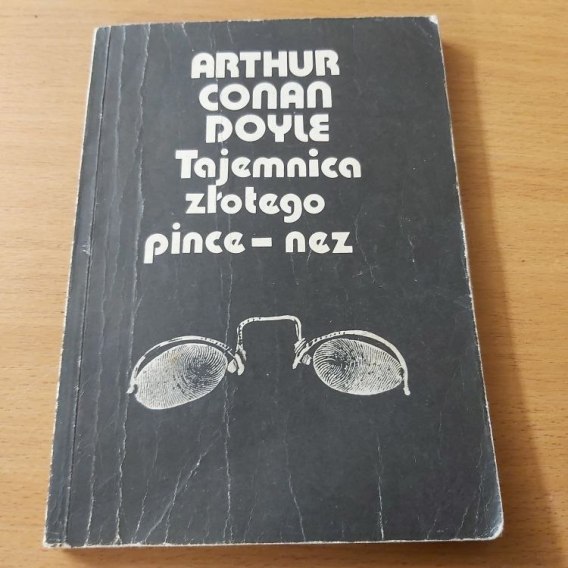 ARTHUR
CONAN
DOYLE
Tajemnica
złotego
pince-nez